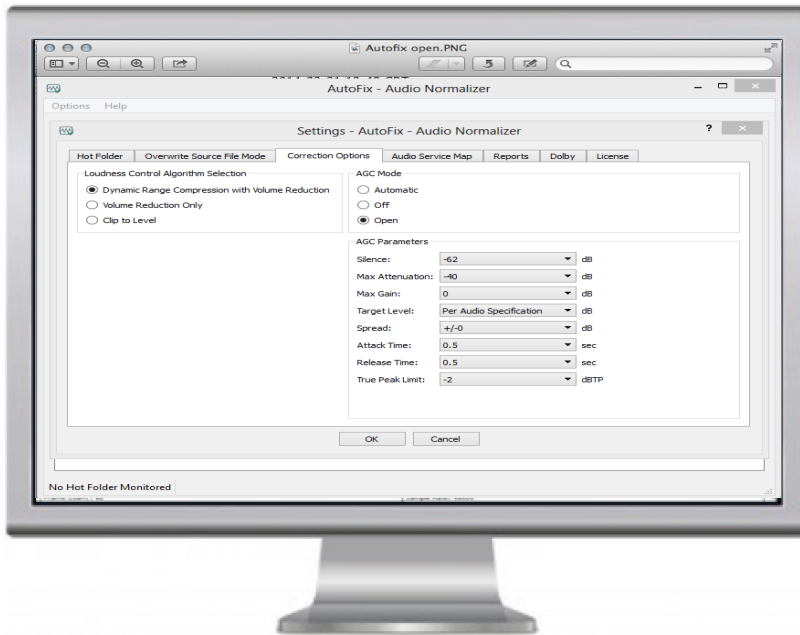 Autofix open.PNG
AutoFix - Audio Normalizer
Options Help
Settings - AutoFix - Audio Normalizer ?
Hot Folder Overwrite Source File Mode Correction Options Audio Service Map Reports Dolby License
Loudness Control Algorithm Selection
Dynamic Range Compression with Volume Reduction
Volume Reduction Only
Clip to Level
AGC Mode
Automatic
Off
Open
AGC Parameters
Silence: -62 dB
Max Attenuation: -40 dB
Max Gain: 0 dB
Target Level: Per Audio Specification dB
Spread: +/-0 dB
Attack Time: 0.5 sec
Release Time: 0.5 sec
True Peak Limit: -2 dBTP
OK Cancel
No Hot Folder Monitored